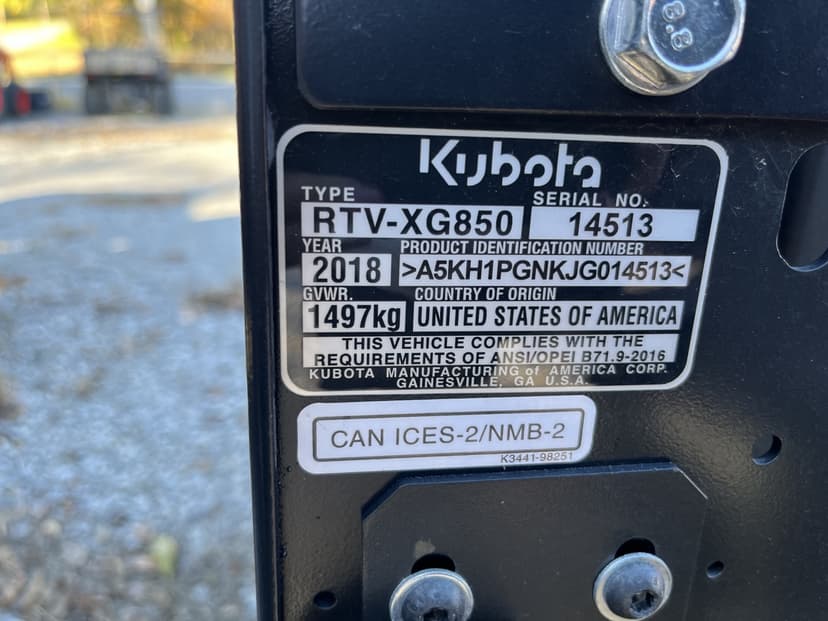 8.8
Kubota
TYPE SERIAL NO.
RTV-XG850 14513
YEAR PRODUCT IDENTIFICATION NUMBER
2018 >A5KH1PGNKJG014513<
GVWR. COUNTRY OF ORIGIN
1497kg UNITED STATES OF AMERICA
THIS VEHICLE COMPLIES WITH THE
REQUIREMENTS OF ANSI/OPEI B71.9-2016
KUBOTA MANUFACTURING of AMERICA CORP.
GAINESVILLE, GA U.S.A.
CAN ICES-2/NMB-2
K3441-98251